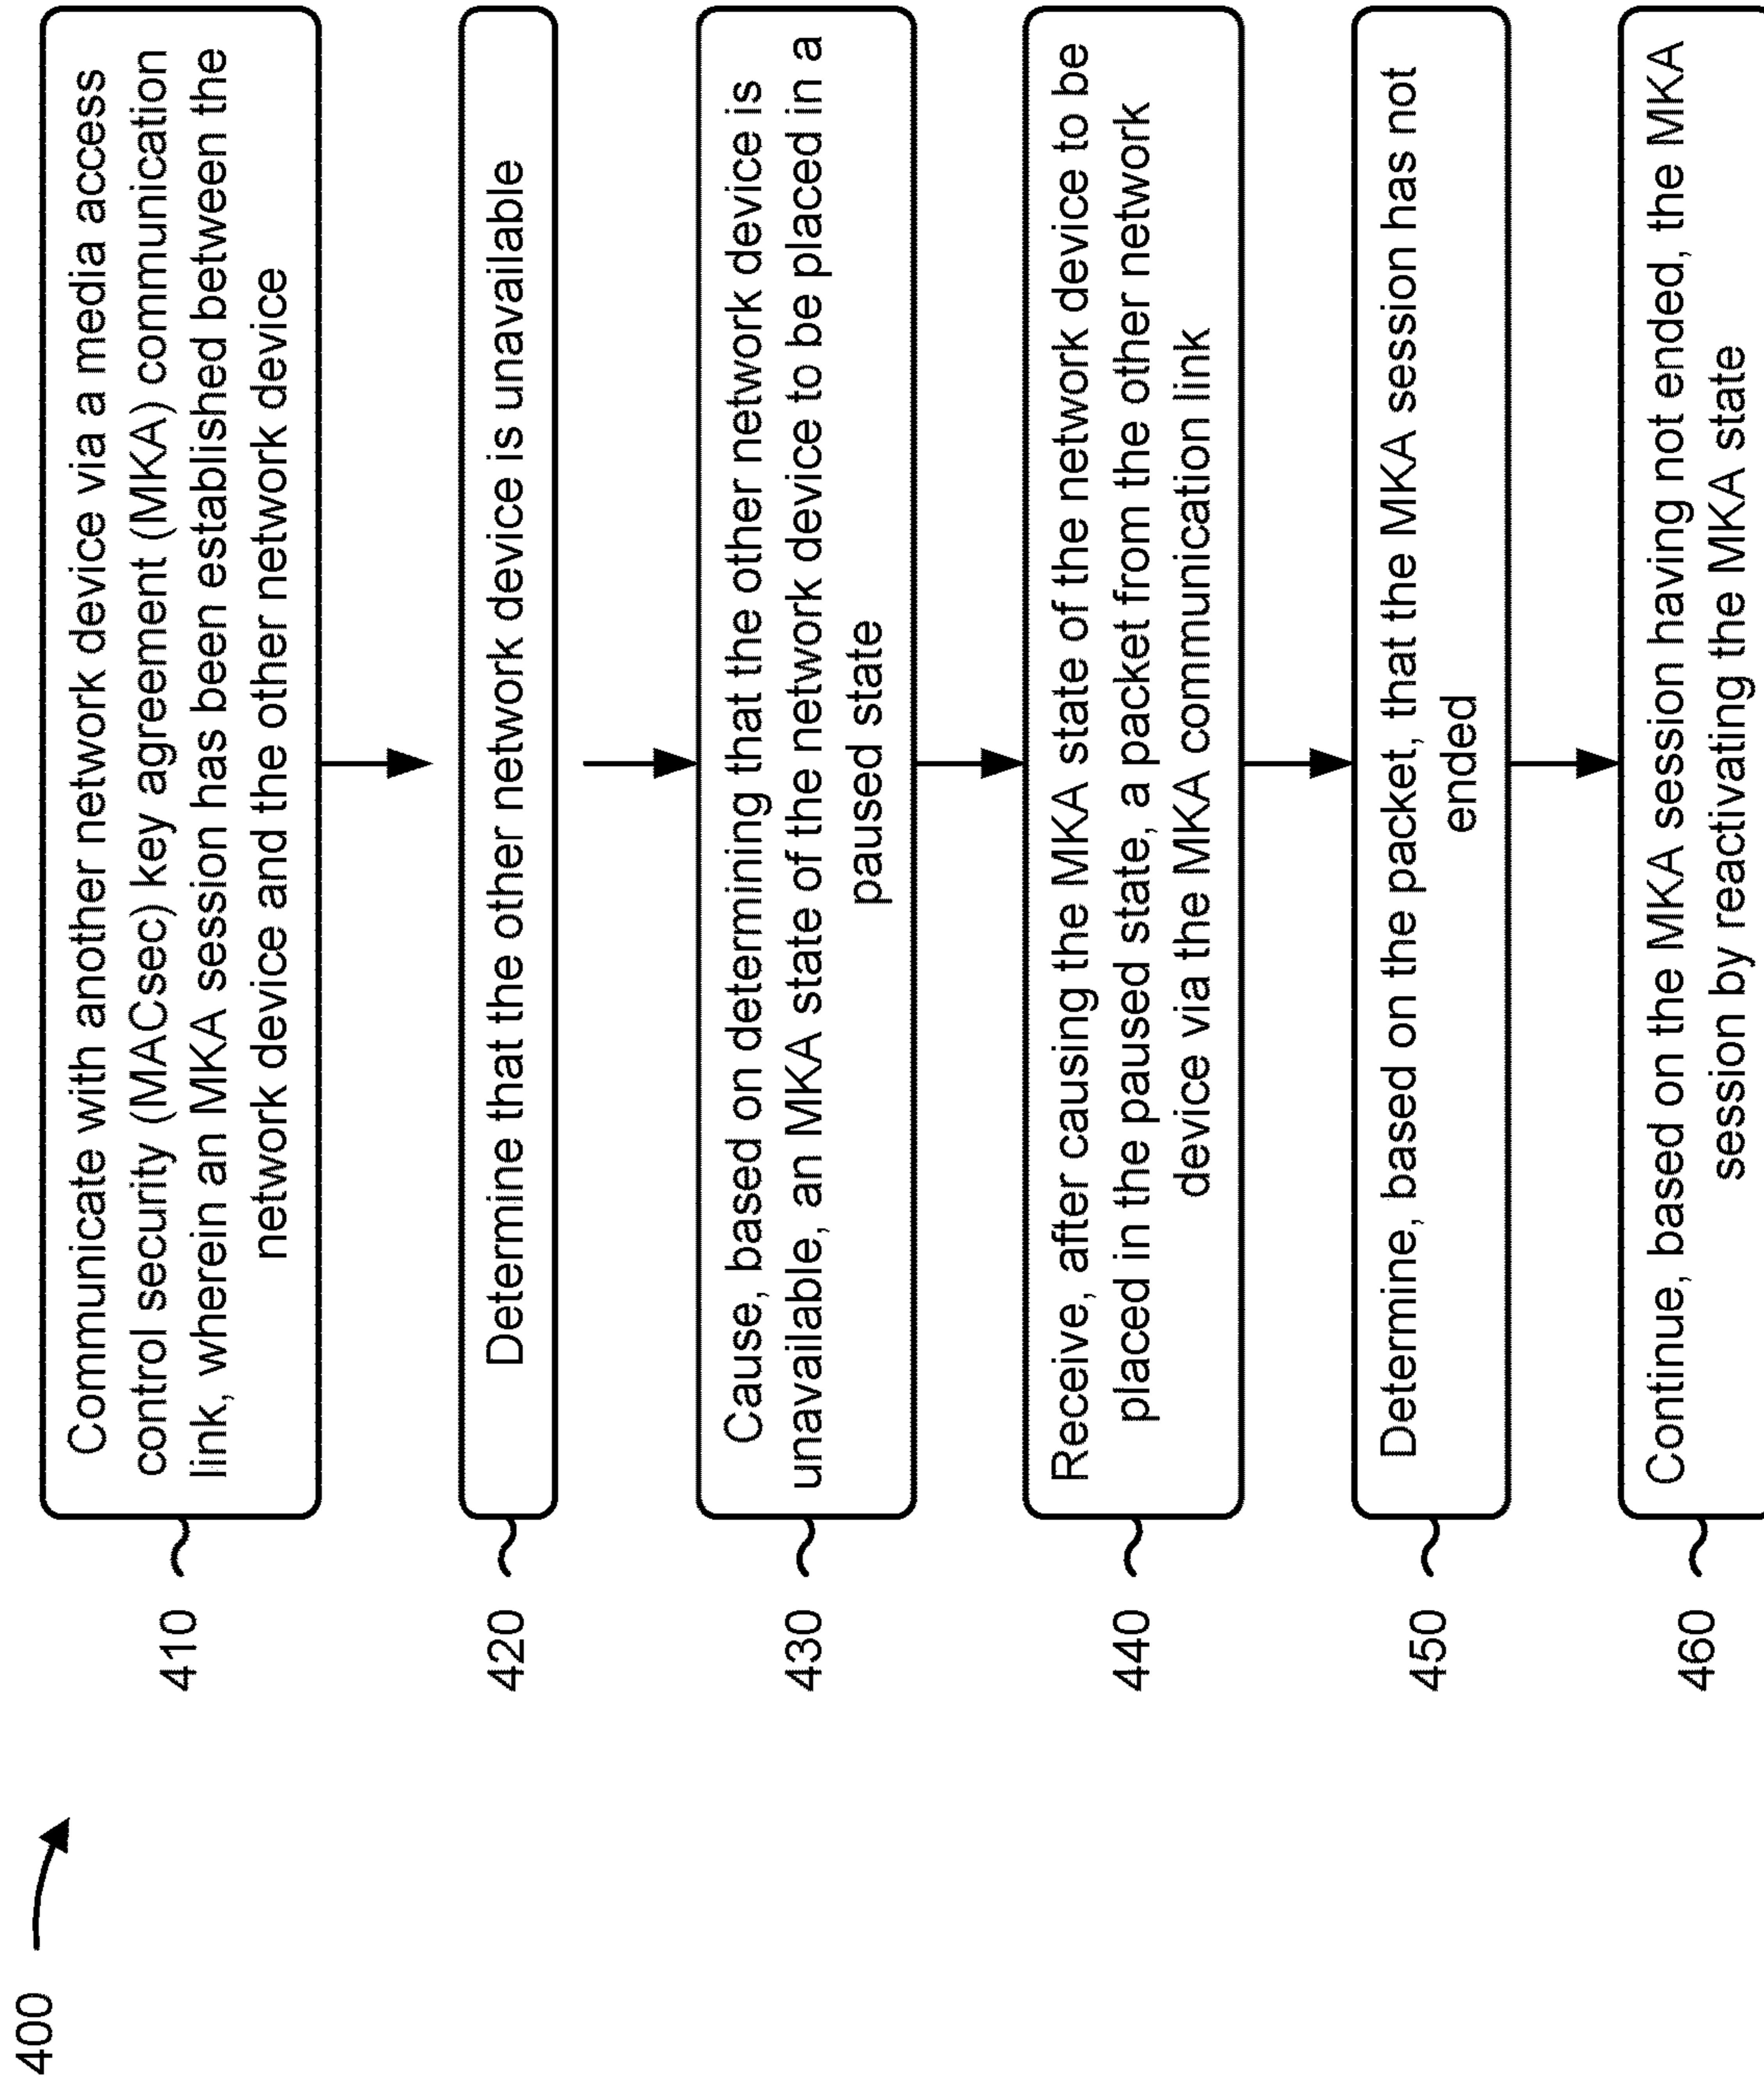 400
410
Communicate with another network device via a media access
control security (MACsec) key agreement (MKA) communication
link, wherein an MKA session has been established between the
network device and the other network device
420
Determine that the other network device is unavailable
430
Cause, based on determining that the other network device is
unavailable, an MKA state of the network device to be placed in a
paused state
440
Receive, after causing the MKA state of the network device to be
placed in the paused state, a packet from the other network
device via the MKA communication link
450
Determine, based on the packet, that the MKA session has not
ended
460
Continue, based on the MKA session having not ended, the MKA
session by reactivating the MKA state